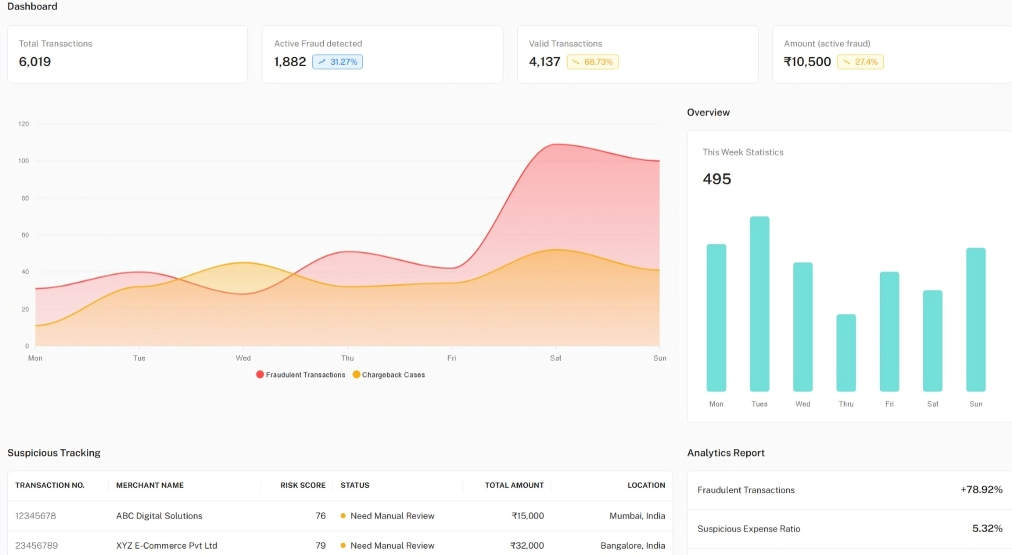 Dashboard
Total Transactions
6,019
Active Fraud detected
1,882 31.27%
Valid Transactions
4,137 68.73%
Amount (active fraud)
₹10,500 27.4%
120
100
80
60
40
20
0
Mon Tue Wed Thu Fri Sat Sun
Fraudulent Transactions Chargeback Cases
Overview
This Week Statistics
495
Mon Tues Wed Thru Fri Sat Sun
Suspicious Tracking
TRANSACTION NO. MERCHANT NAME RISK SCORE STATUS TOTAL AMOUNT LOCATION
12345678 ABC Digital Solutions 76 Need Manual Review ₹15,000 Mumbai, India
23456789 XYZ E-Commerce Pvt Ltd 79 Need Manual Review ₹32,000 Bangalore, India
Analytics Report
Fraudulent Transactions +78.92%
Suspicious Expense Ratio 5.32%